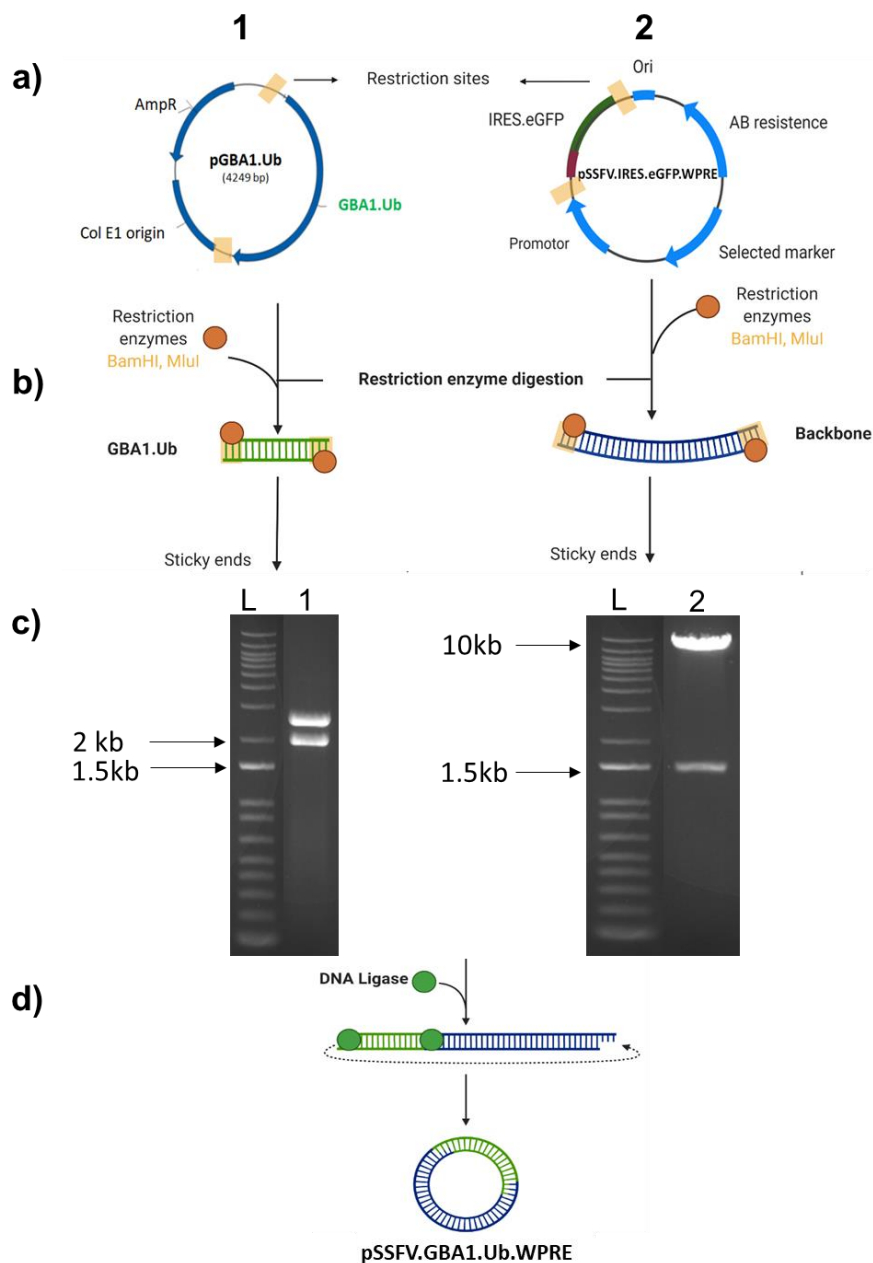 1
2
a)
Restriction sites
Ori
AmpR
IRES.eGFP
AB resistence
pGBA1.Ub
(4249 bp)
pSSFV.IRES.eGFP.WPRE
GBA1.Ub
Col E1 origin
Promotor
Selected marker
Restriction
enzymes
BamHI, MluI
Restriction
enzymes
BamHI, MluI
Restriction enzyme digestion
b)
GBA1.Ub
Backbone
Sticky ends
Sticky ends
c)
L 1
L 2
10kb
2 kb
1.5kb
1.5kb
d)
DNA Ligase
pSSFV.GBA1.Ub.WPRE